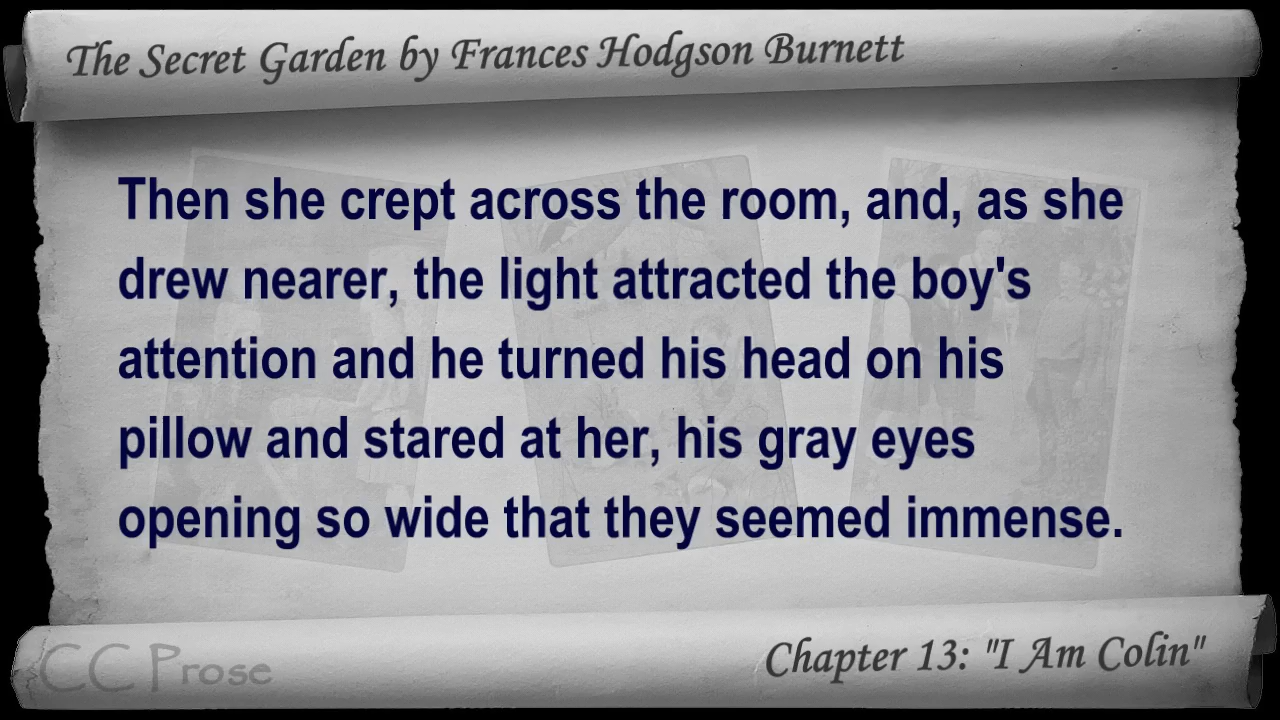 The Secret Garden by Frances Hodgson Burnett
Then she crept across the room, and, as she
drew nearer, the light attracted the boy's
attention and he turned his head on his
pillow and stared at her, his gray eyes
opening so wide that they seemed immense.
CC Prose
Chapter 13: "I Am Colin"